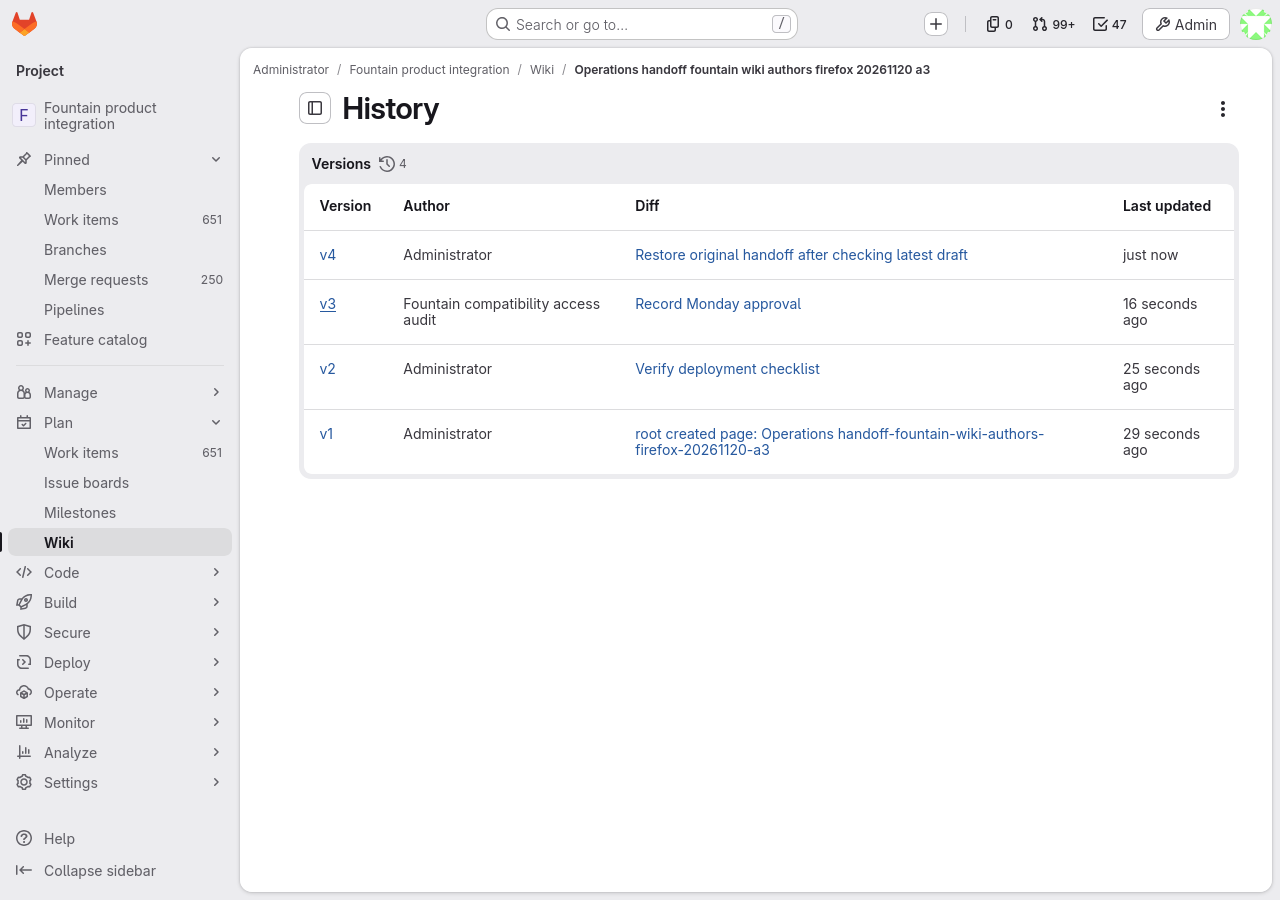 Search or go to...
/
0
99+
47
Admin
Project
F
Fountain product
integration
Pinned
Members
Work items
651
Branches
Merge requests
250
Pipelines
Feature catalog
Manage
Plan
Work items
651
Issue boards
Milestones
Wiki
Code
Build
Secure
Deploy
Operate
Monitor
Analyze
Settings
Help
Collapse sidebar
Administrator / Fountain product integration / Wiki / Operations handoff fountain wiki authors firefox 20261120 a3
History
Versions 4
Version Author Diff Last updated
v4 Administrator Restore original handoff after checking latest draft just now
v3 Fountain compatibility access Record Monday approval 16 seconds
audit ago
v2 Administrator Verify deployment checklist 25 seconds
ago
v1 Administrator root created page: Operations handoff-fountain-wiki-authors- 29 seconds
firefox-20261120-a3 ago